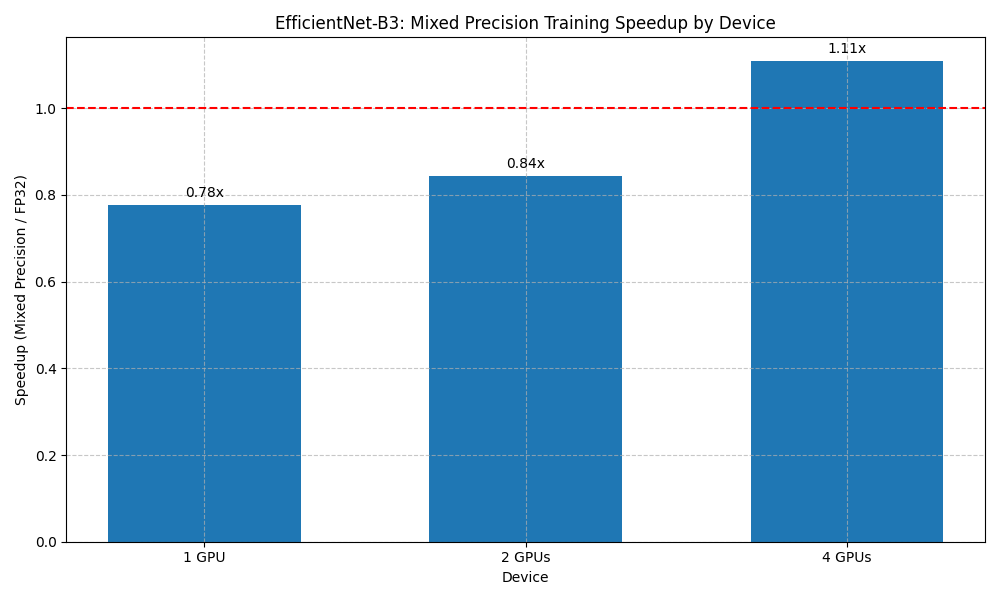 EfficientNet-B3: Mixed Precision Training Speedup by Device
Speedup (Mixed Precision / FP32)
1.0
0.8
0.6
0.4
0.2
0.0
0.78x
0.84x
1.11x
1 GPU
2 GPUs
4 GPUs
Device